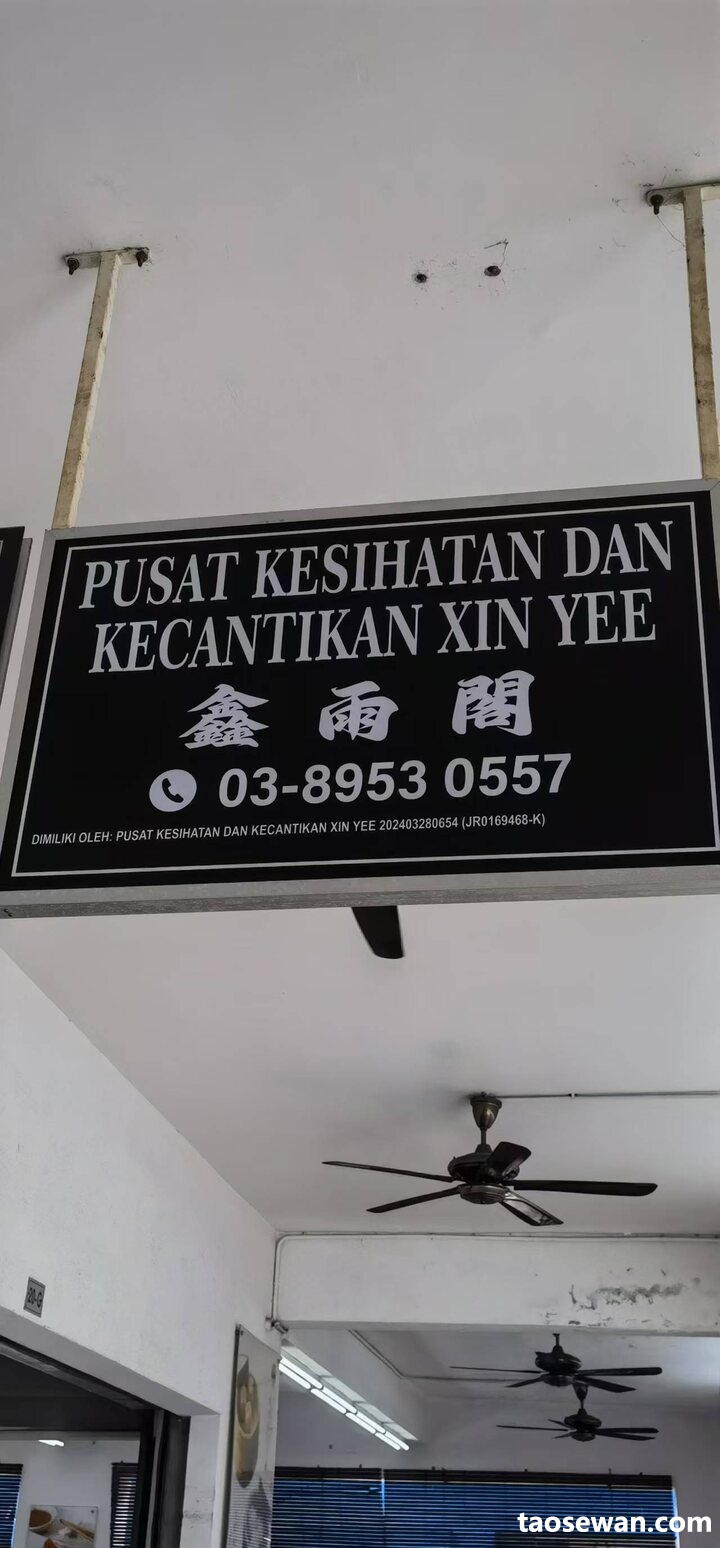 PUSAT KESIHATAN DAN
KECANTIKAN XIN YEE
鑫雨閣
03-8953 0557
DIMILIKI OLEH: PUSAT KESIHATAN DAN KECANTIKAN XIN YEE 202403280654 (JR0169468-K)
20-G
taosewan.com